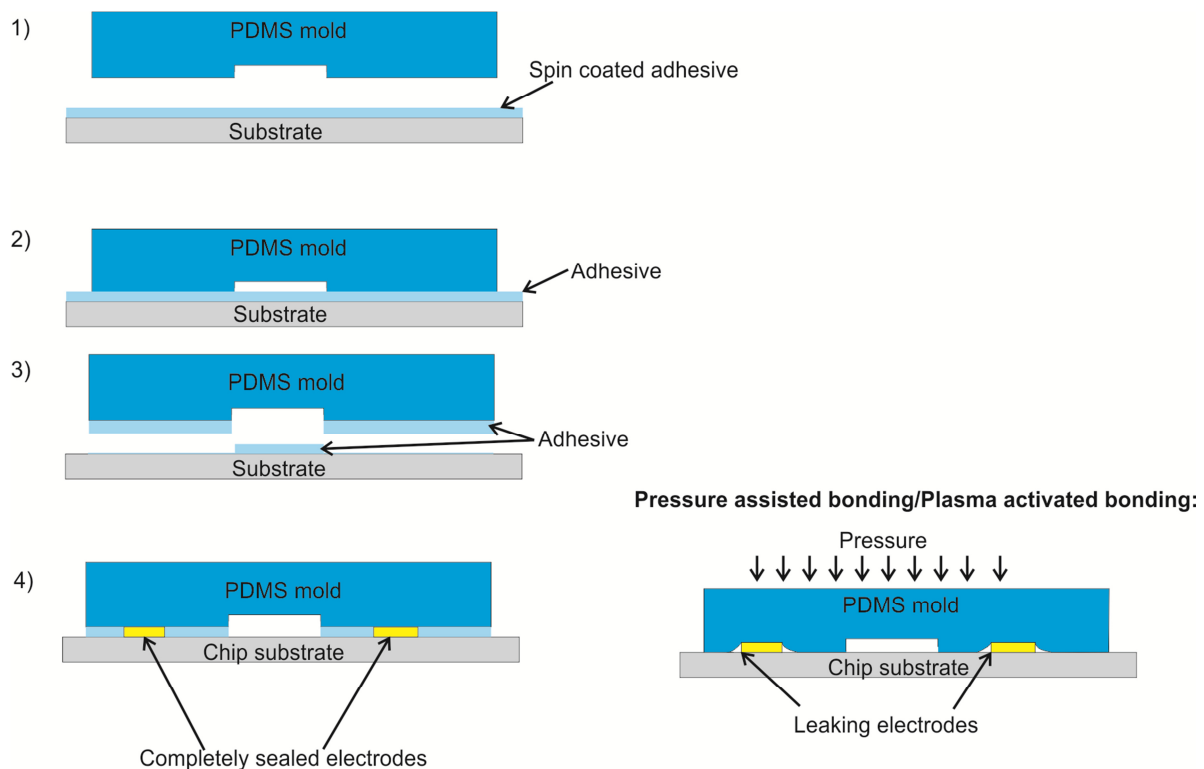 1)
PDMS mold
Spin coated adhesive
Substrate
2)
PDMS mold
Adhesive
Substrate
3)
PDMS mold
Adhesive
Substrate
4)
PDMS mold
Chip substrate
Completely sealed electrodes
Pressure assisted bonding/Plasma activated bonding:
Pressure
PDMS mold
Chip substrate
Leaking electrodes